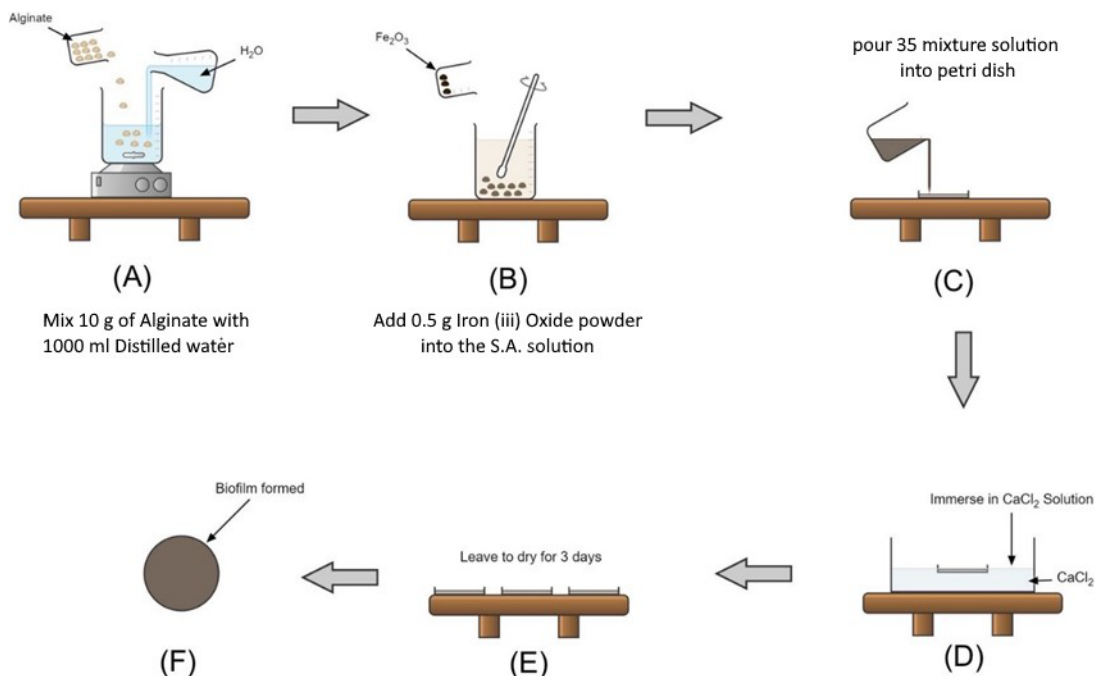 Alginate
H₂O
(A)
Mix 10 g of Alginate with
1000 ml Distilled water
Fe₂O₃
(B)
Add 0.5 g Iron (iii) Oxide powder
into the S.A. solution
pour 35 mixture solution
into petri dish
(C)
Immerse in CaCl₂ Solution
CaCl₂
(D)
Leave to dry for 3 days
(E)
Biofilm formed
(F)